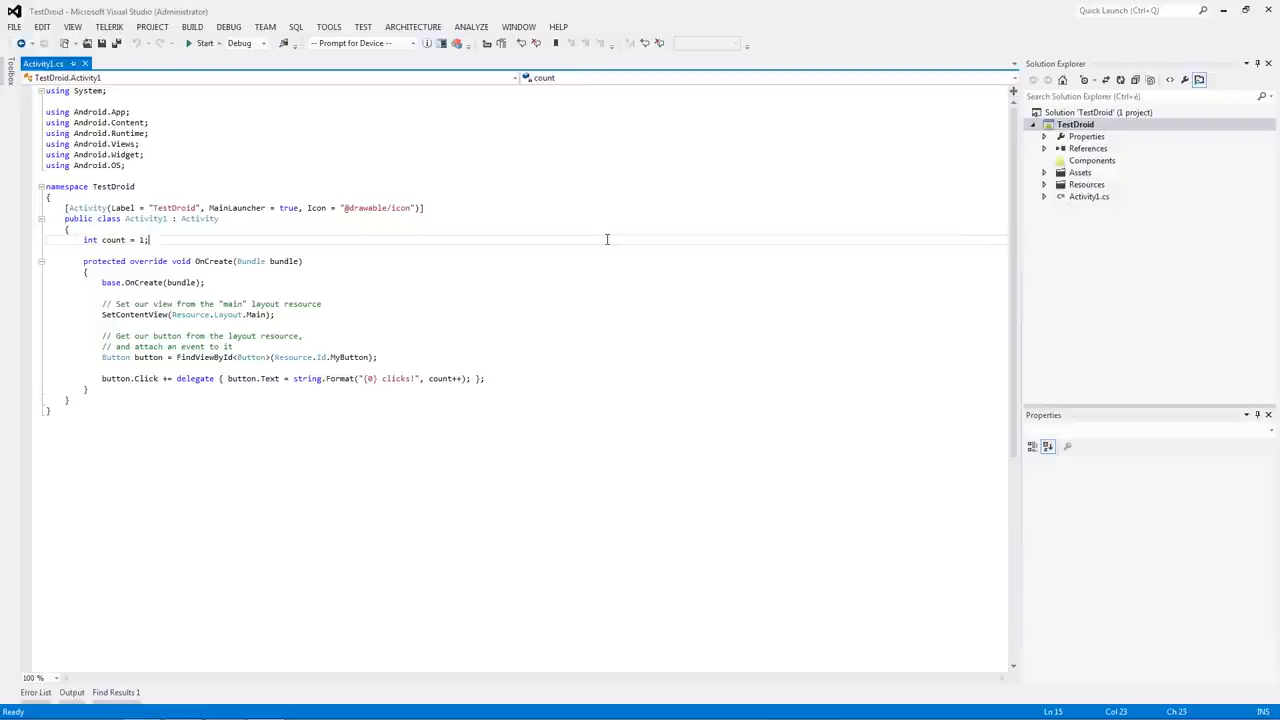 TestDroid - Microsoft Visual Studio (Administrator)
Quick Launch (Ctrl+Q)
FILE EDIT VIEW TELERIK PROJECT BUILD DEBUG TEAM SQL TOOLS TEST ARCHITECTURE ANALYZE WINDOW HELP
Start Debug -- Prompt for Device --
Toolbox
Activity1.cs
TestDroid.Activity1
count
using System;
using Android.App;
using Android.Content;
using Android.Runtime;
using Android.Views;
using Android.Widget;
using Android.OS;
namespace TestDroid
{
[Activity(Label = "TestDroid", MainLauncher = true, Icon = "@drawable/icon")]
public class Activity1 : Activity
{
int count = 1;
protected override void OnCreate(Bundle bundle)
{
base.OnCreate(bundle);
// Set our view from the "main" layout resource
SetContentView(Resource.Layout.Main);
// Get our button from the layout resource,
// and attach an event to it
Button button = FindViewById<Button>(Resource.Id.MyButton);
button.Click += delegate { button.Text = string.Format("{0} clicks!", count++); };
}
}
}
100 %
Solution Explorer
Search Solution Explorer (Ctrl+é)
Solution 'TestDroid' (1 project)
TestDroid
Properties
References
Components
Assets
Resources
Activity1.cs
Properties
Error List Output Find Results 1
Ready
Ln 15 Col 23 Ch 23 INS